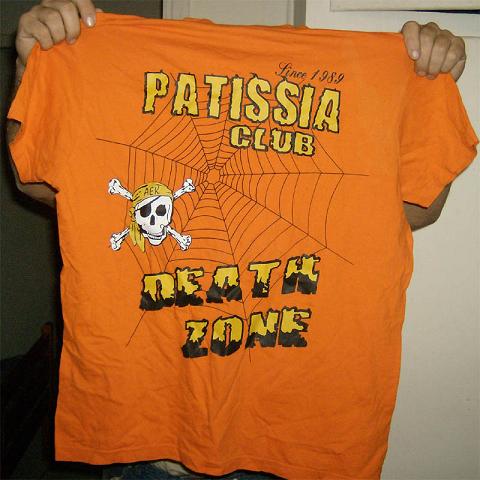 Since 1989
PATISSIA
CLUB
AEK
DEATH
ZONE